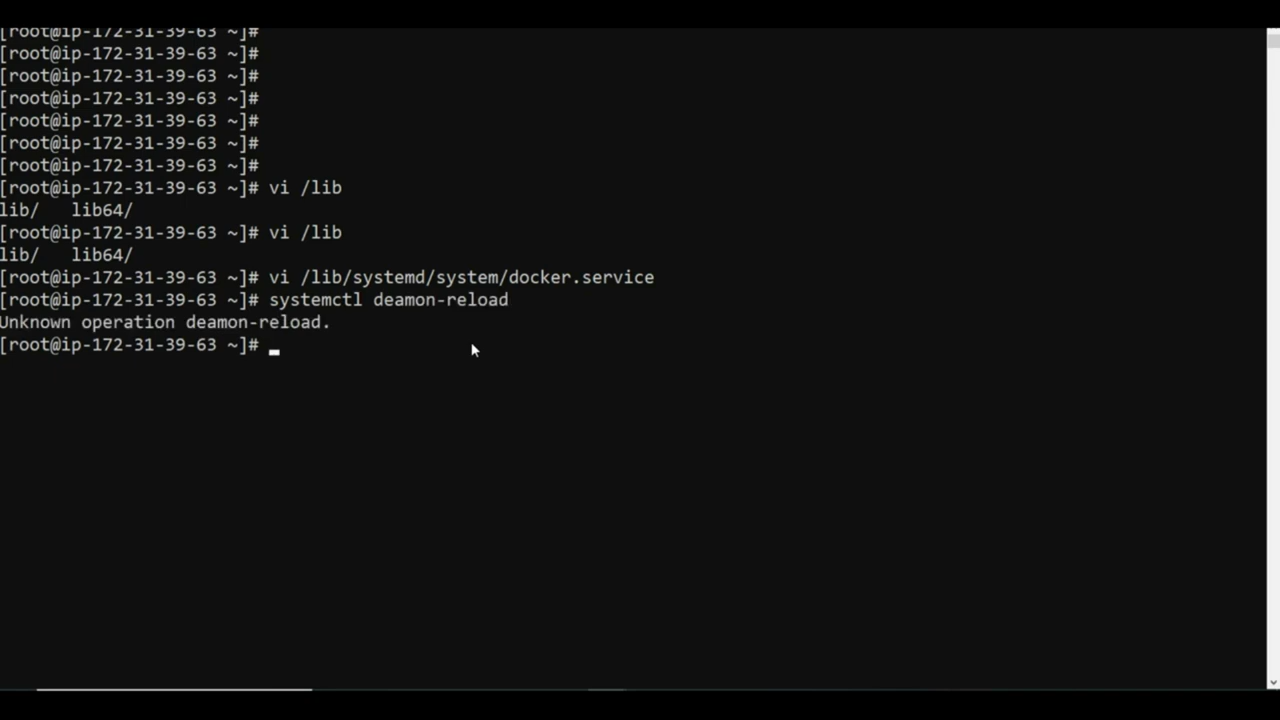 [root@ip-172-31-39-63 ~]#
[root@ip-172-31-39-63 ~]#
[root@ip-172-31-39-63 ~]#
[root@ip-172-31-39-63 ~]#
[root@ip-172-31-39-63 ~]#
[root@ip-172-31-39-63 ~]#
[root@ip-172-31-39-63 ~]#
[root@ip-172-31-39-63 ~]# vi /lib
lib/   lib64/
[root@ip-172-31-39-63 ~]# vi /lib
lib/   lib64/
[root@ip-172-31-39-63 ~]# vi /lib/systemd/system/docker.service
[root@ip-172-31-39-63 ~]# systemctl deamon-reload
Unknown operation deamon-reload.
[root@ip-172-31-39-63 ~]#